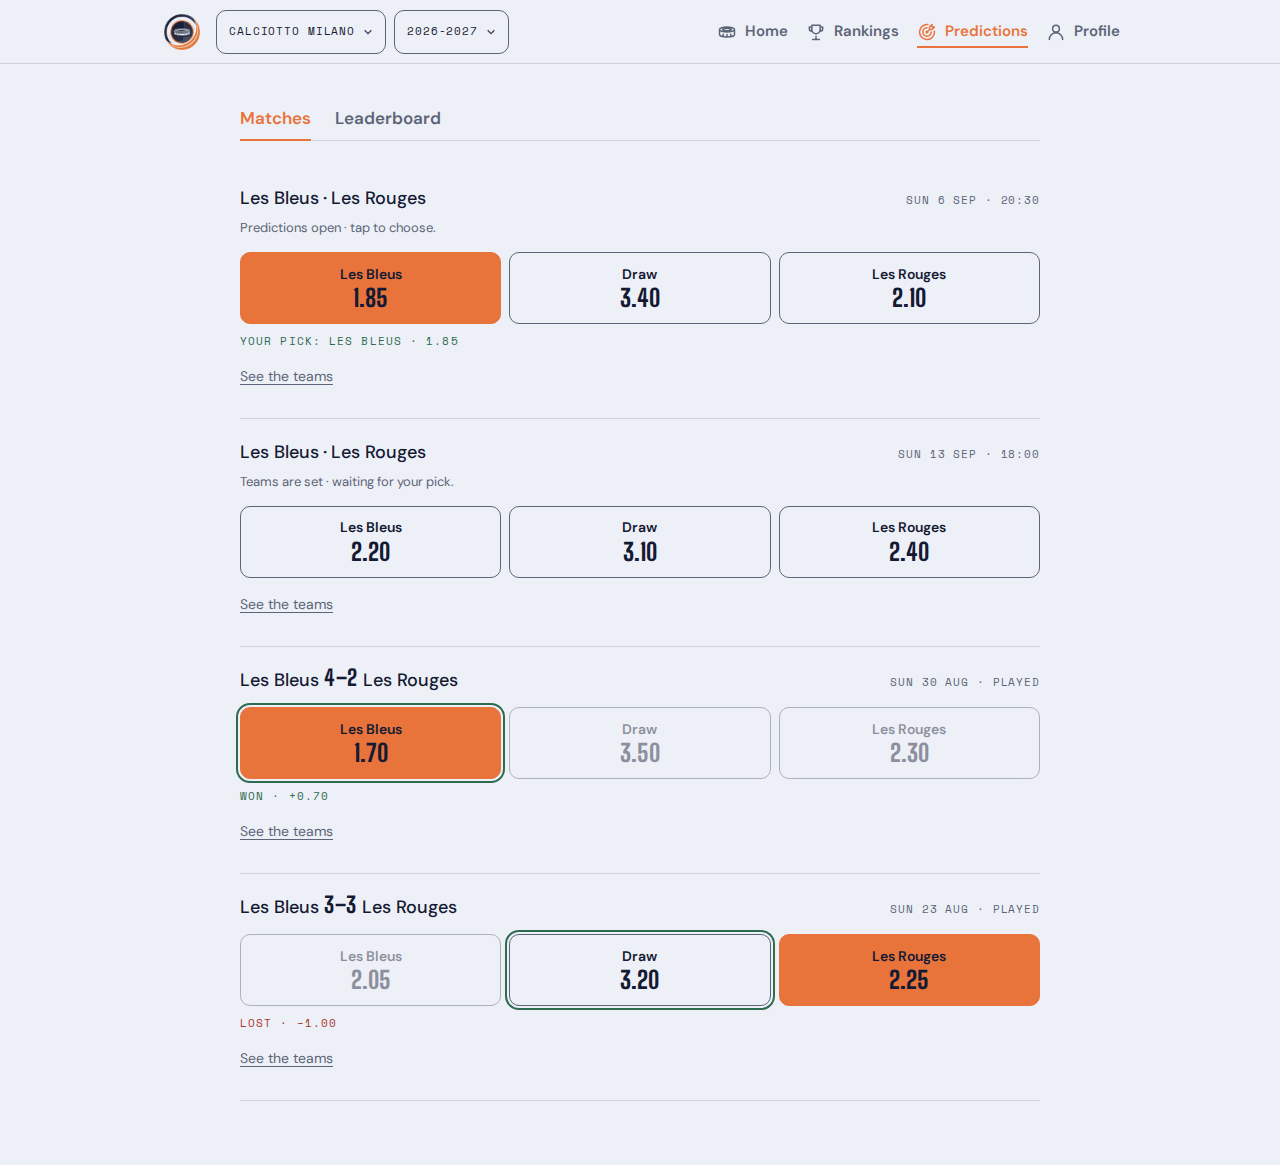 CALCIOTTO MILANO
2026-2027
Home
Rankings
Predictions
Profile
Matches
Leaderboard
Les Bleus · Les Rouges
SUN 6 SEP · 20:30
Predictions open · tap to choose.
Les Bleus
1.85
Draw
3.40
Les Rouges
2.10
YOUR PICK: LES BLEUS · 1.85
See the teams
Les Bleus · Les Rouges
SUN 13 SEP · 18:00
Teams are set · waiting for your pick.
Les Bleus
2.20
Draw
3.10
Les Rouges
2.40
See the teams
Les Bleus 4–2 Les Rouges
SUN 30 AUG · PLAYED
Les Bleus
1.70
Draw
3.50
Les Rouges
2.30
WON · +0.70
See the teams
Les Bleus 3–3 Les Rouges
SUN 23 AUG · PLAYED
Les Bleus
2.05
Draw
3.20
Les Rouges
2.25
LOST · −1.00
See the teams